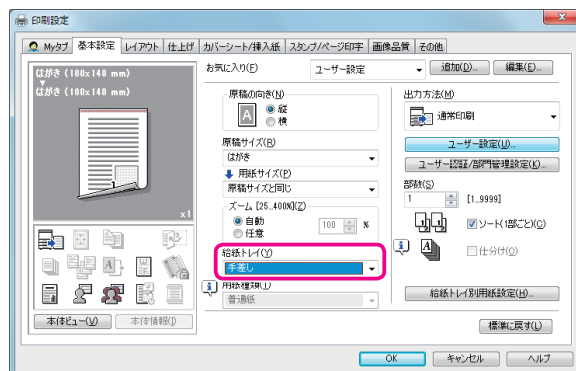 印刷設定
Myタブ 基本設定 レイアウト 仕上げ カバーシート/挿入紙 スタンプ/ページ印字 画像品質 その他
はがき (100x148 mm)
はがき (100x148 mm)
x1
本体ビュー(V) 本体情報(I)
お気に入り(F) ユーザー設定 追加(D).. 編集(E)..
原稿の向き(N)
A
縦
横
原稿サイズ(R)
はがき
用紙サイズ(P)
原稿サイズと同じ
ズーム [25..400%](Z)
自動
任意
100 %
給紙トレイ(Y)
手差し
用紙種類(J)
普通紙
出力方法(M)
通常印刷
ユーザー設定(U)..
ユーザー認証/部門管理設定(K)..
部数(S)
1 [1..9999]
ソート(1部ごと)(C)
仕分け(O)
給紙トレイ別用紙設定(H)..
標準に戻す(L)
OK キャンセル ヘルプ